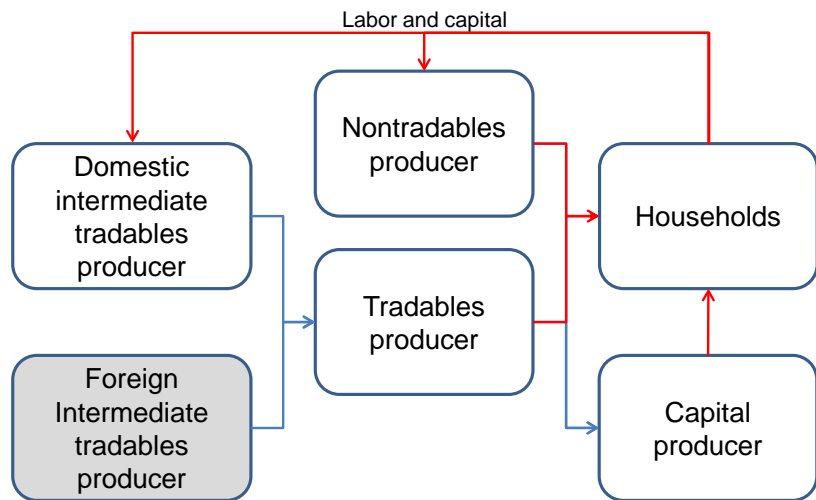 Labor and capital
Nontradables
producer
Domestic
intermediate
tradables
producer
Households
Tradables
producer
Foreign
Intermediate
tradables
producer
Capital
producer